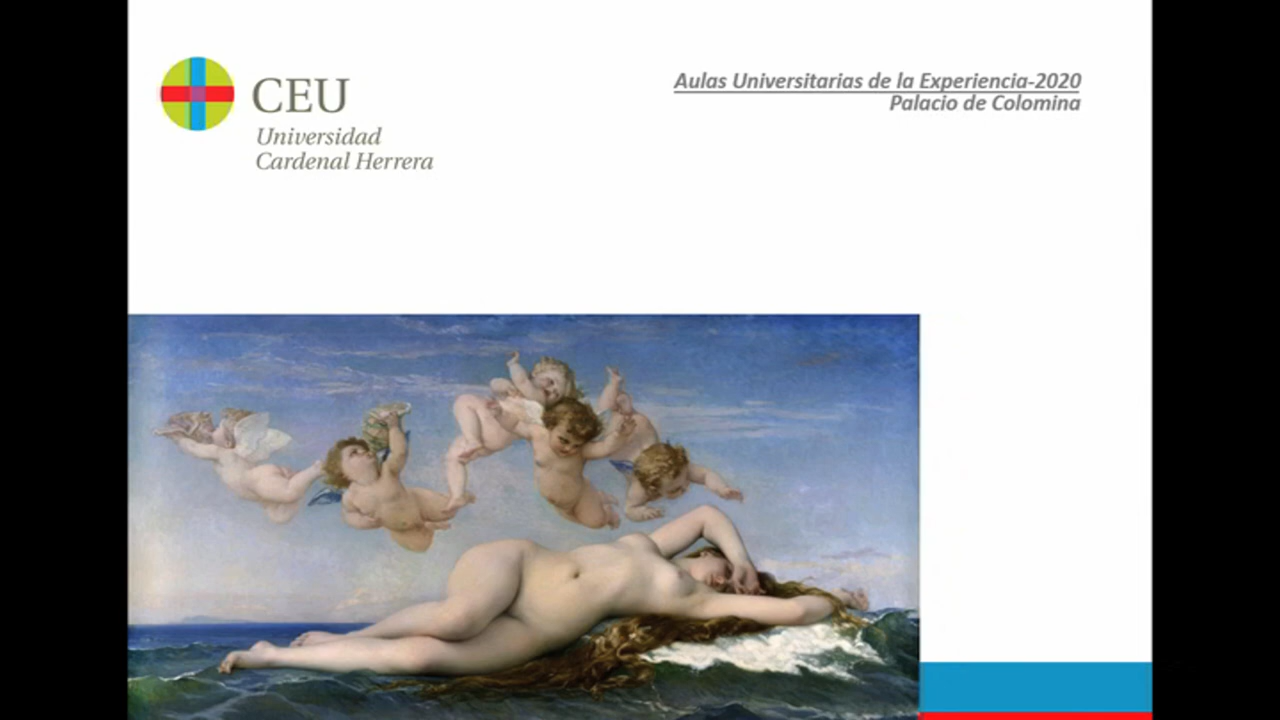 CEU
Universidad
Cardenal Herrera
Aulas Universitarias de la Experiencia-2020
Palacio de Colomina